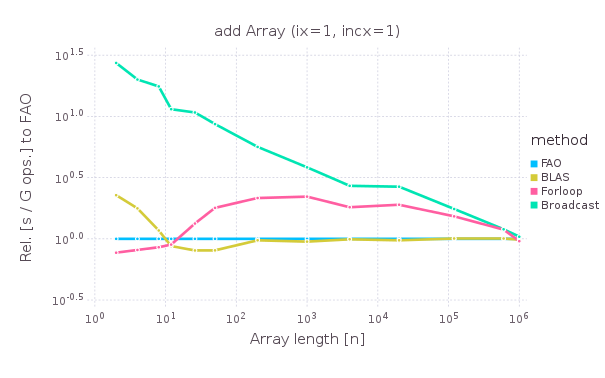 add Array (ix=1, incx=1)
Rel. [s / G ops.] to FAO
10^1.5
10^1.0
10^0.5
10^0.0
10^-0.5
10^0
10^1
10^2
10^3
10^4
10^5
10^6
Array length [n]
method
FAO
BLAS
Forloop
Broadcast